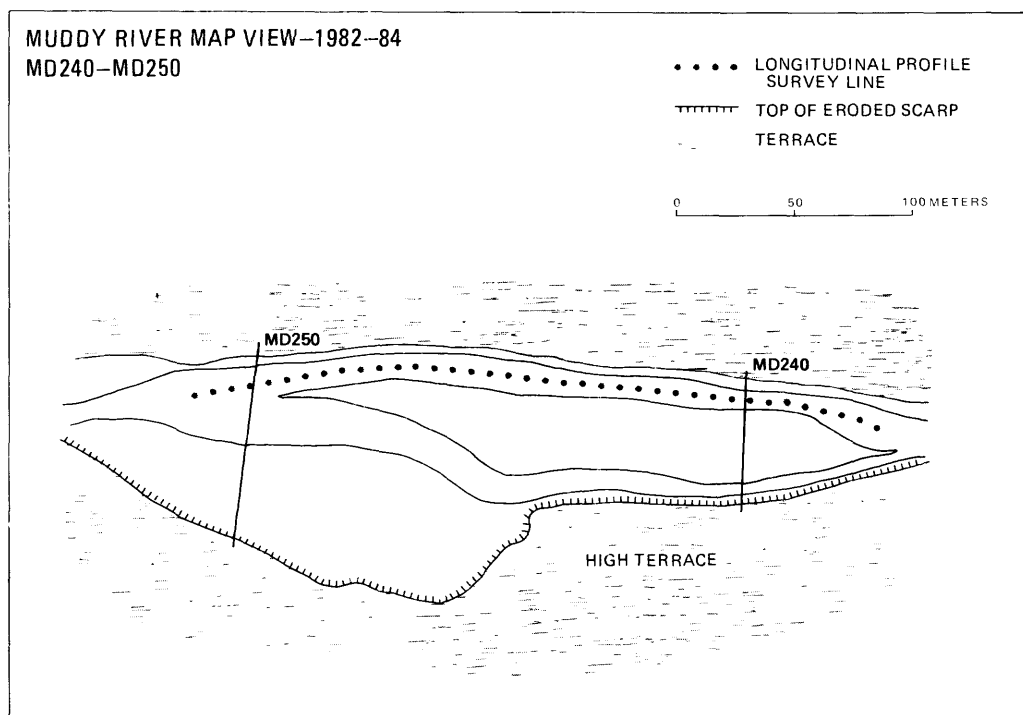 MUDDY RIVER MAP VIEW–1982–84
MD240–MD250
LONGITUDINAL PROFILE
SURVEY LINE
TOP OF ERODED SCARP
TERRACE
0 50 100 METERS
MD250
MD240
HIGH TERRACE